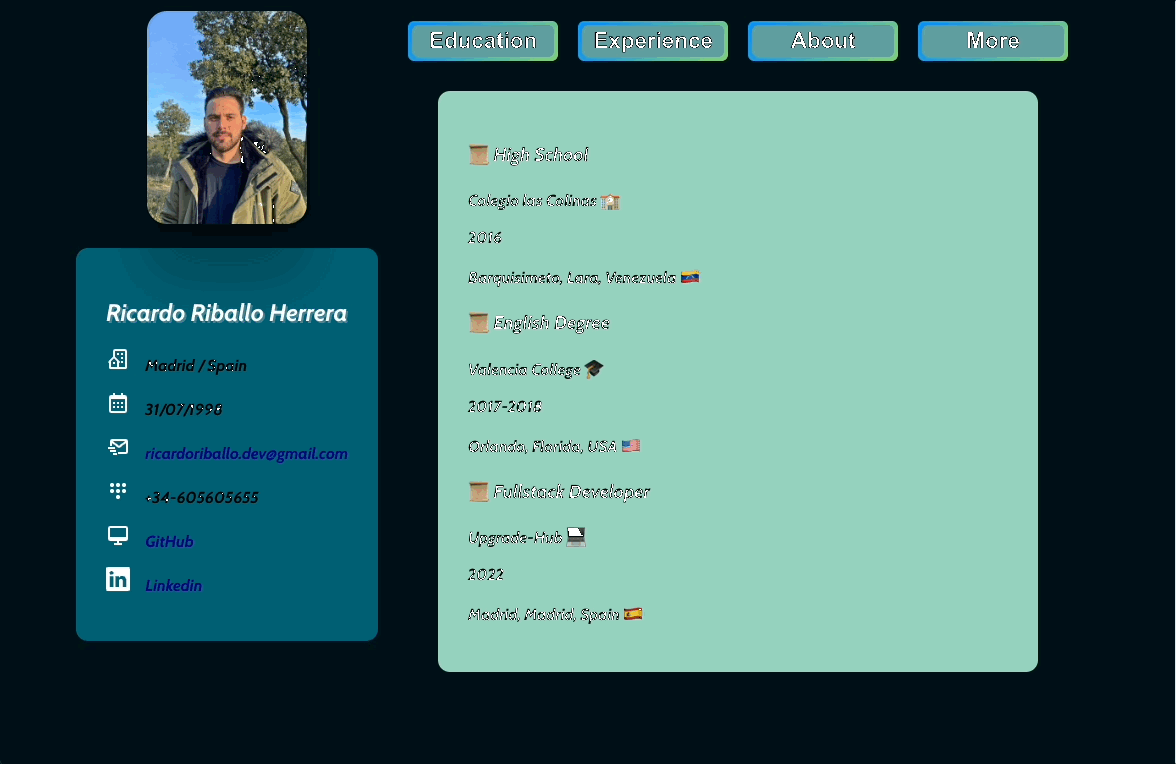 Education
Experience
About
More
Ricardo Riballo Herrera
Madrid / Spain
31/07/1998
ricardoriballo.dev@gmail.com
+34-605605655
GitHub
Linkedin
High School
Colegio las Colinas
2016
Barquisimeto, Lara, Venezuela
English Degree
Valencia College
2017-2018
Orlando, Florida, USA
Fullstack Developer
Upgrade-Hub
2022
Madrid, Madrid, Spain